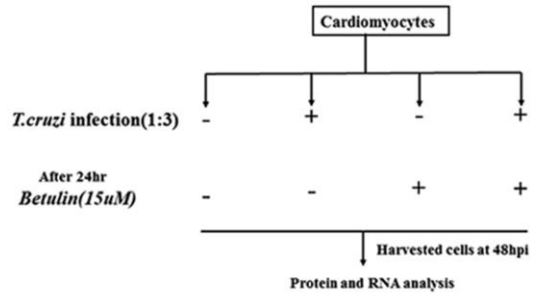 Cardiomyocytes
T.cruzi infection(1:3) - + - +
After 24hr
Betulin(15uM) - - + +
Harvested cells at 48hpi
Protein and RNA analysis